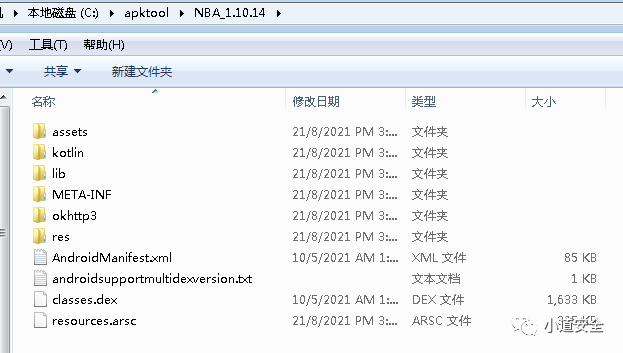 本地磁盘 (C:) ▸ apktool ▸ NBA_1.10.14 ▸
(V) 工具(T) 帮助(H)
共享 新建文件夹
名称 修改日期 类型 大小
assets 21/8/2021 PM 3:... 文件夹
kotlin 21/8/2021 PM 3:... 文件夹
lib 21/8/2021 PM 3:... 文件夹
META-INF 21/8/2021 PM 3:... 文件夹
okhttp3 21/8/2021 PM 3:... 文件夹
res 21/8/2021 PM 3:... 文件夹
AndroidManifest.xml 10/5/2021 AM 1:... XML 文件 85 KB
androidsupportmultidexversion.txt 文本文档 1 KB
classes.dex 10/5/2021 AM 1:... DEX 文件 1,633 KB
resources.arsc 21/8/2021 PM 3:... ARSC 文件 KB
小道安全